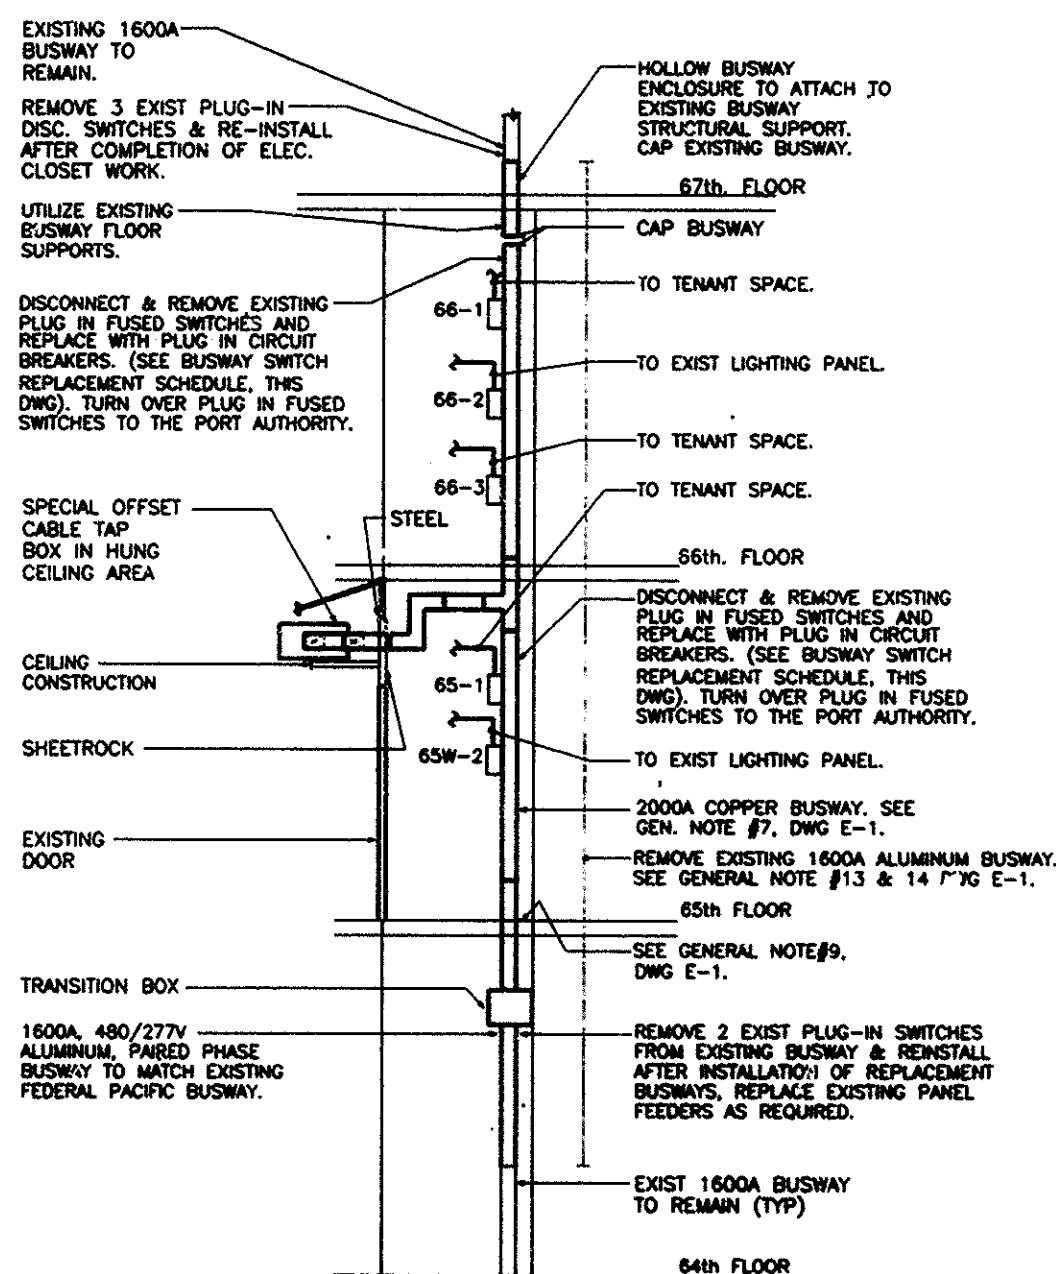 EXISTING 1600A
BUSWAY TO
REMAIN.
REMOVE 3 EXIST PLUG-IN
DISC. SWITCHES & RE-INSTALL
AFTER COMPLETION OF ELEC.
CLOSET WORK.
UTILIZE EXISTING
BUSWAY FLOOR
SUPPORTS.
DISCONNECT & REMOVE EXISTING
PLUG IN FUSED SWITCHES AND
REPLACE WITH PLUG IN CIRCUIT
BREAKERS. (SEE BUSWAY SWITCH
REPLACEMENT SCHEDULE, THIS
DWG). TURN OVER PLUG IN FUSED
SWITCHES TO THE PORT AUTHORITY.
SPECIAL OFFSET
CABLE TAP
BOX IN HUNG
CEILING AREA
CEILING
CONSTRUCTION
SHEETROCK
EXISTING
DOOR
TRANSITION BOX
1600A, 480/277V
ALUMINUM, PAIRED PHASE
BUSWAY TO MATCH EXISTING
FEDERAL PACIFIC BUSWAY.
STEEL
66-1
66-2
66-3
65-1
65W-2
HOLLOW BUSWAY
ENCLOSURE TO ATTACH TO
EXISTING BUSWAY
STRUCTURAL SUPPORT.
CAP EXISTING BUSWAY.
67th. FLOOR
CAP BUSWAY
TO TENANT SPACE.
TO EXIST LIGHTING PANEL.
TO TENANT SPACE.
TO TENANT SPACE.
66th. FLOOR
DISCONNECT & REMOVE EXISTING
PLUG IN FUSED SWITCHES AND
REPLACE WITH PLUG IN CIRCUIT
BREAKERS. (SEE BUSWAY SWITCH
REPLACEMENT SCHEDULE, THIS
DWG). TURN OVER PLUG IN FUSED
SWITCHES TO THE PORT AUTHORITY.
TO EXIST LIGHTING PANEL.
2000A COPPER BUSWAY. SEE
GEN. NOTE #7, DWG E-1.
REMOVE EXISTING 1600A ALUMINUM BUSWAY.
SEE GENERAL NOTE #13 & 14 DWG E-1.
65th FLOOR
SEE GENERAL NOTE#9,
DWG E-1.
REMOVE 2 EXIST PLUG-IN SWITCHES
FROM EXISTING BUSWAY & REINSTALL
AFTER INSTALLATION OF REPLACEMENT
BUSWAYS, REPLACE EXISTING PANEL
FEEDERS AS REQUIRED.
EXIST 1600A BUSWAY
TO REMAIN (TYP)
64th FLOOR